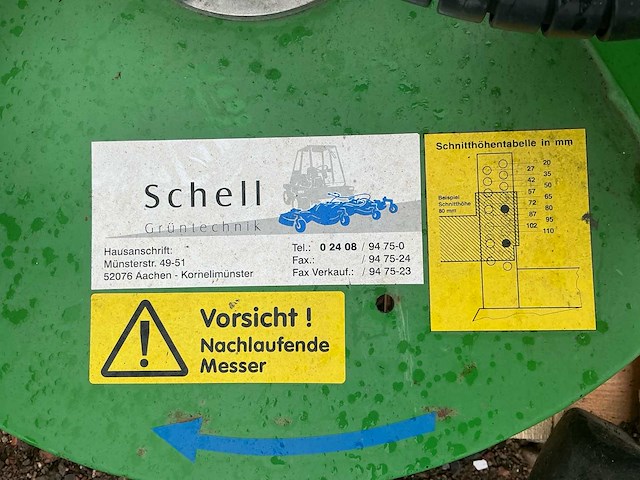 Schell
Grüntechnik
Hausanschrift:
Münsterstr. 49-51
52076 Aachen - Kornelimünster
Tel.: 0 24 08 / 94 75-0
Fax.: / 94 75-24
Fax Verkauf.: / 94 75-23
Vorsicht !
Nachlaufende
Messer
Schnitthöhentabelle in mm
20
27
35
42
50
57
65
72
80
87
95
102
110
Beispiel
Schnitthöhe
80 mm